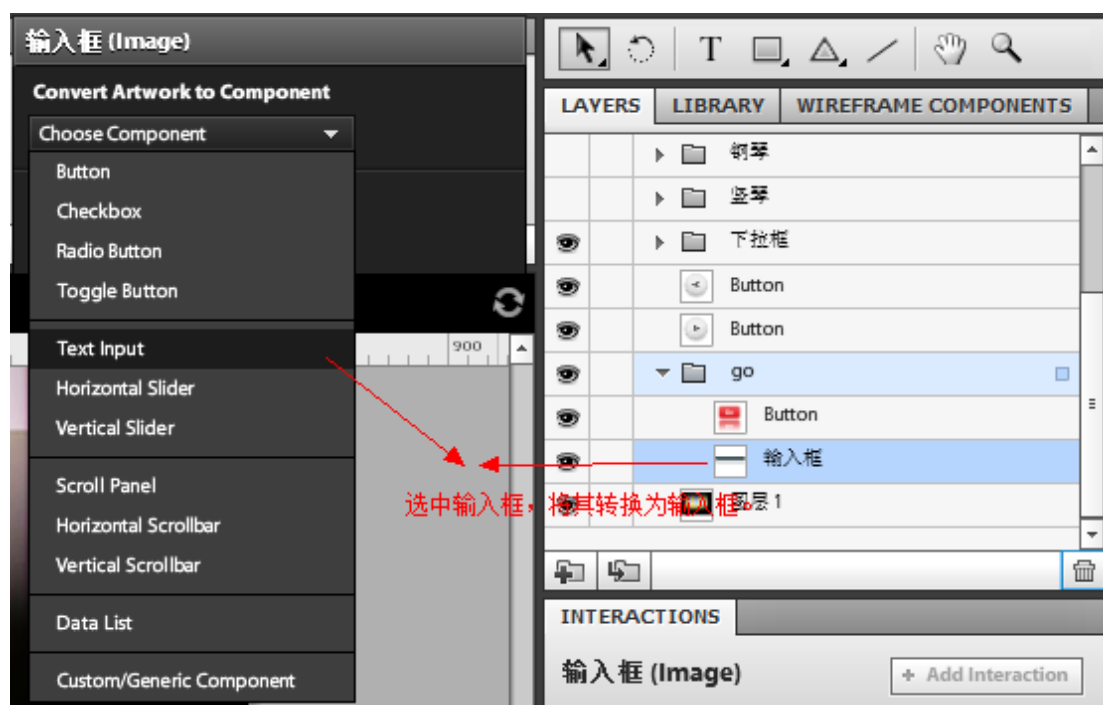 输入框 (Image)
Convert Artwork to Component
Choose Component
Button
Checkbox
Radio Button
Toggle Button
Text Input
Horizontal Slider
Vertical Slider
Scroll Panel
Horizontal Scrollbar
Vertical Scrollbar
Data List
Custom/Generic Component
900
选中输入框，将其转换为输入框。
T
LAYERS
LIBRARY
WIREFRAME COMPONENTS
钢琴
竖琴
下拉框
Button
Button
go
Button
输入框
图层 1
INTERACTIONS
输入框 (Image)
+ Add Interaction